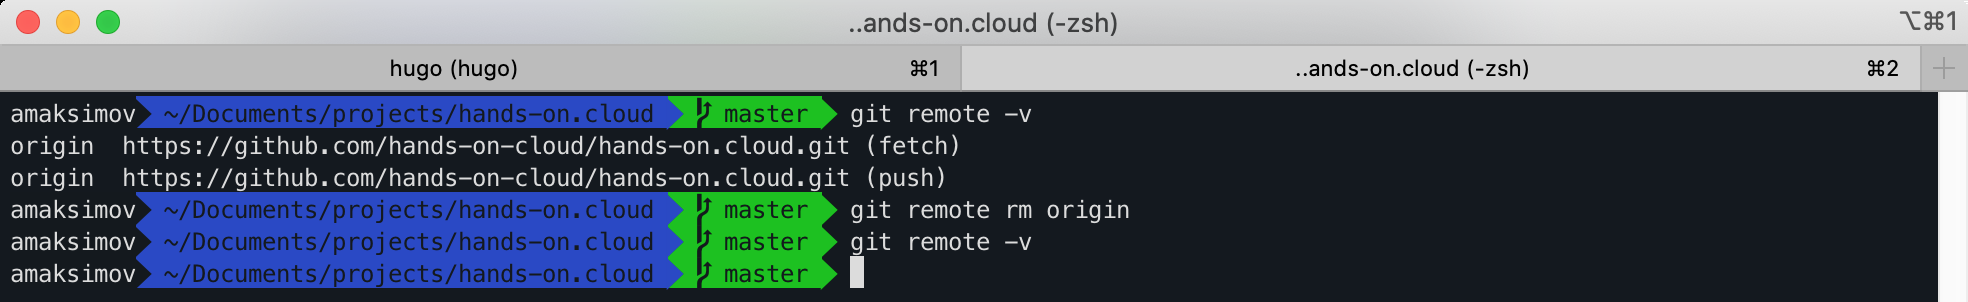 ..ands-on.cloud (-zsh) ⌥⌘1
hugo (hugo) ⌘1 ..ands-on.cloud (-zsh) ⌘2 +
amaksimov ~/Documents/projects/hands-on.cloud master git remote -v
origin https://github.com/hands-on-cloud/hands-on.cloud.git (fetch)
origin https://github.com/hands-on-cloud/hands-on.cloud.git (push)
amaksimov ~/Documents/projects/hands-on.cloud master git remote rm origin
amaksimov ~/Documents/projects/hands-on.cloud master git remote -v
amaksimov ~/Documents/projects/hands-on.cloud master